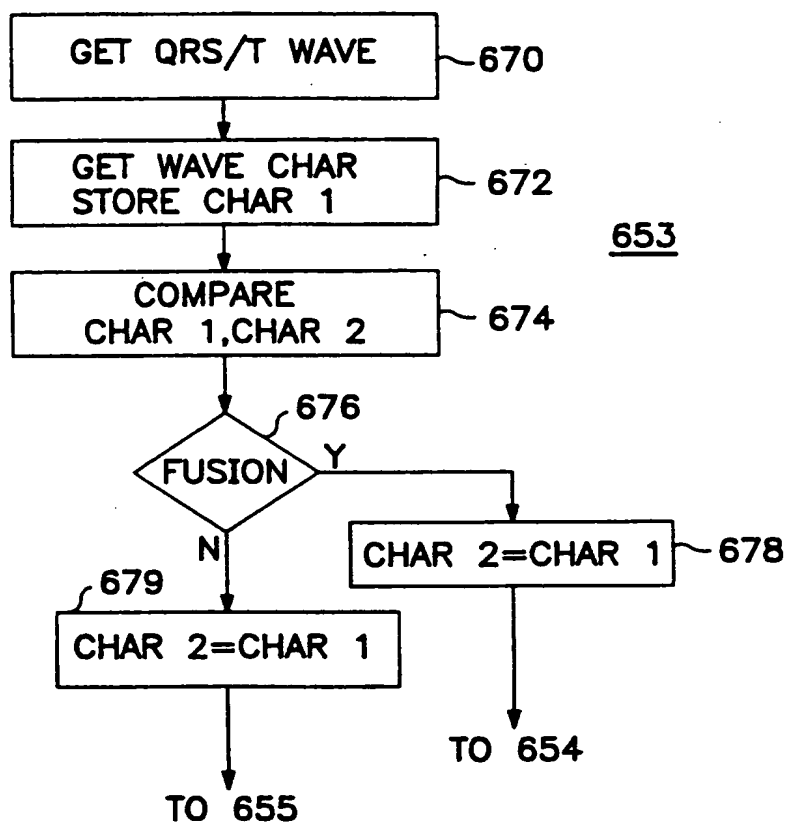 GET QRS/T WAVE
670
GET WAVE CHAR
STORE CHAR 1
672
653
COMPARE
CHAR 1,CHAR 2
674
676
FUSION
Y
N
CHAR 2=CHAR 1
678
679
CHAR 2=CHAR 1
TO 654
TO 655